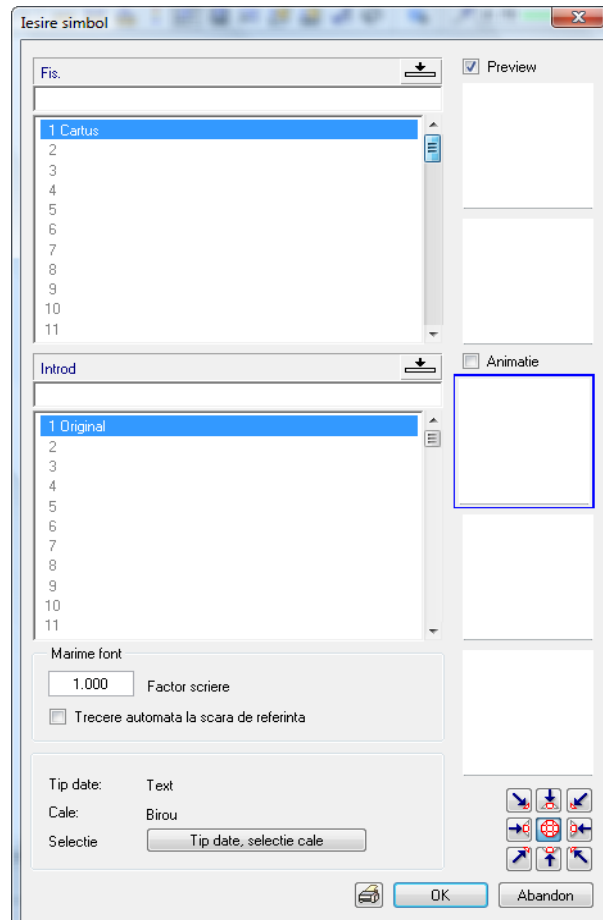 Iesire simbol
Fis.
Preview
1 Cartus
2
3
4
5
6
7
8
9
10
11
Introd
Animatie
1 Original
2
3
4
5
6
7
8
9
10
11
Marime font
1.000 Factor scriere
Trecere automata la scara de referinta
Tip date: Text
Cale: Birou
Selectie Tip date, selectie cale
OK Abandon